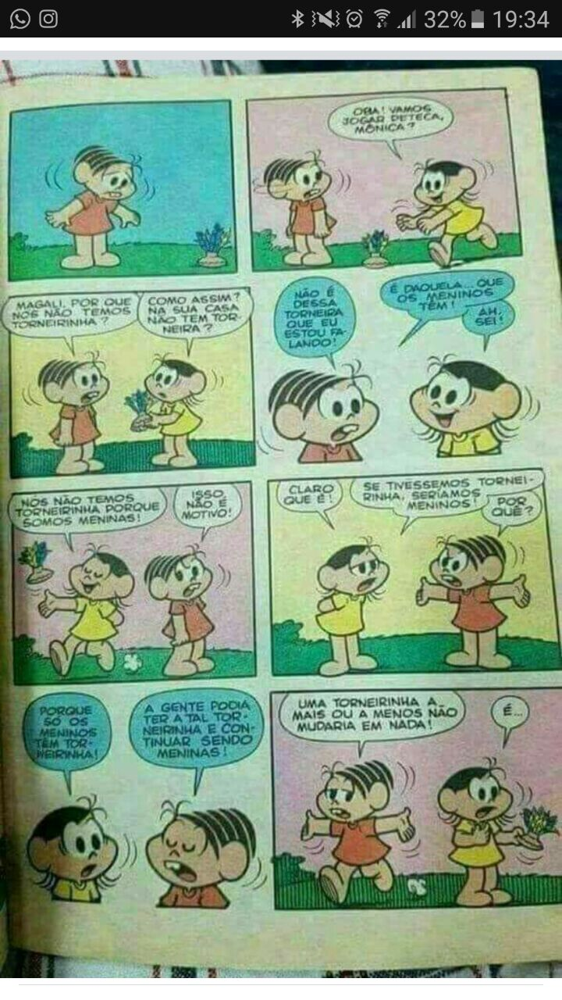 32% 19:34
OBA! VAMOS
JOGAR PETECA,
MÔNICA?
MAGALI, POR QUE
NÓS NÃO TEMOS
TORNEIRINHA?
COMO ASSIM?
NA SUA CASA
NÃO TEM TOR-
NEIRA?
NÃO É
DESSA
TORNEIRA
QUE EU
ESTOU FA-
LANDO!
É DAQUELA... QUE
OS MENINOS
TÊM!
AH,
SEI!
NÓS NÃO TEMOS
TORNEIRINHA PORQUE
SOMOS MENINAS!
ISSO
NÃO É
MOTIVO!
CLARO
QUE É!
SE TIVÉSSEMOS TORNEI-
RINHA, SERÍAMOS
MENINOS!
POR
QUÊ?
PORQUE
SÓ OS
MENINOS
TÊM TOR-
NEIRINHA!
A GENTE PODIA
TER A TAL TOR-
NEIRINHA E CON-
TINUAR SENDO
MENINAS!
UMA TORNEIRINHA A
MAIS OU A MENOS NÃO
MUDARIA EM NADA!
É...